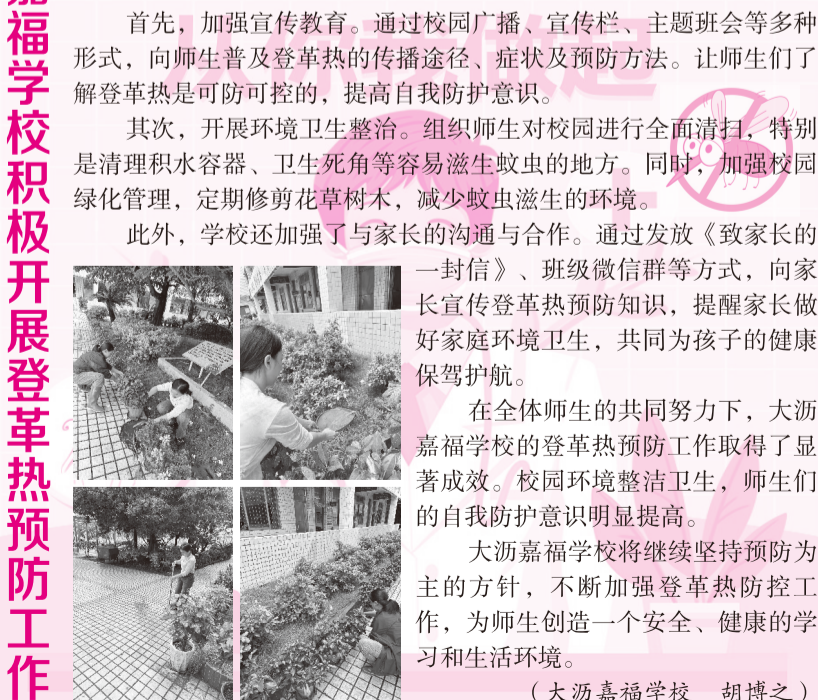 嘉福学校积极开展登革热预防工作
从你我做起
首先，加强宣传教育。通过校园广播、宣传栏、主题班会等多种
形式，向师生普及登革热的传播途径、症状及预防方法。让师生们了
解登革热是可防可控的，提高自我防护意识。
其次，开展环境卫生整治。组织师生对校园进行全面清扫，特别
是清理积水容器、卫生死角等容易滋生蚊虫的地方。同时，加强校园
绿化管理，定期修剪花草树木，减少蚊虫滋生的环境。
此外，学校还加强了与家长的沟通与合作。通过发放《致家长的
一封信》、班级微信群等方式，向家
长宣传登革热预防知识，提醒家长做
好家庭环境卫生，共同为孩子的健康
保驾护航。
在全体师生的共同努力下，大沥
嘉福学校的登革热预防工作取得了显
著成效。校园环境整洁卫生，师生们
的自我防护意识明显提高。
大沥嘉福学校将继续坚持预防为
主的方针，不断加强登革热防控工
作，为师生创造一个安全、健康的学
习和生活环境。
（大沥嘉福学校　胡博之）